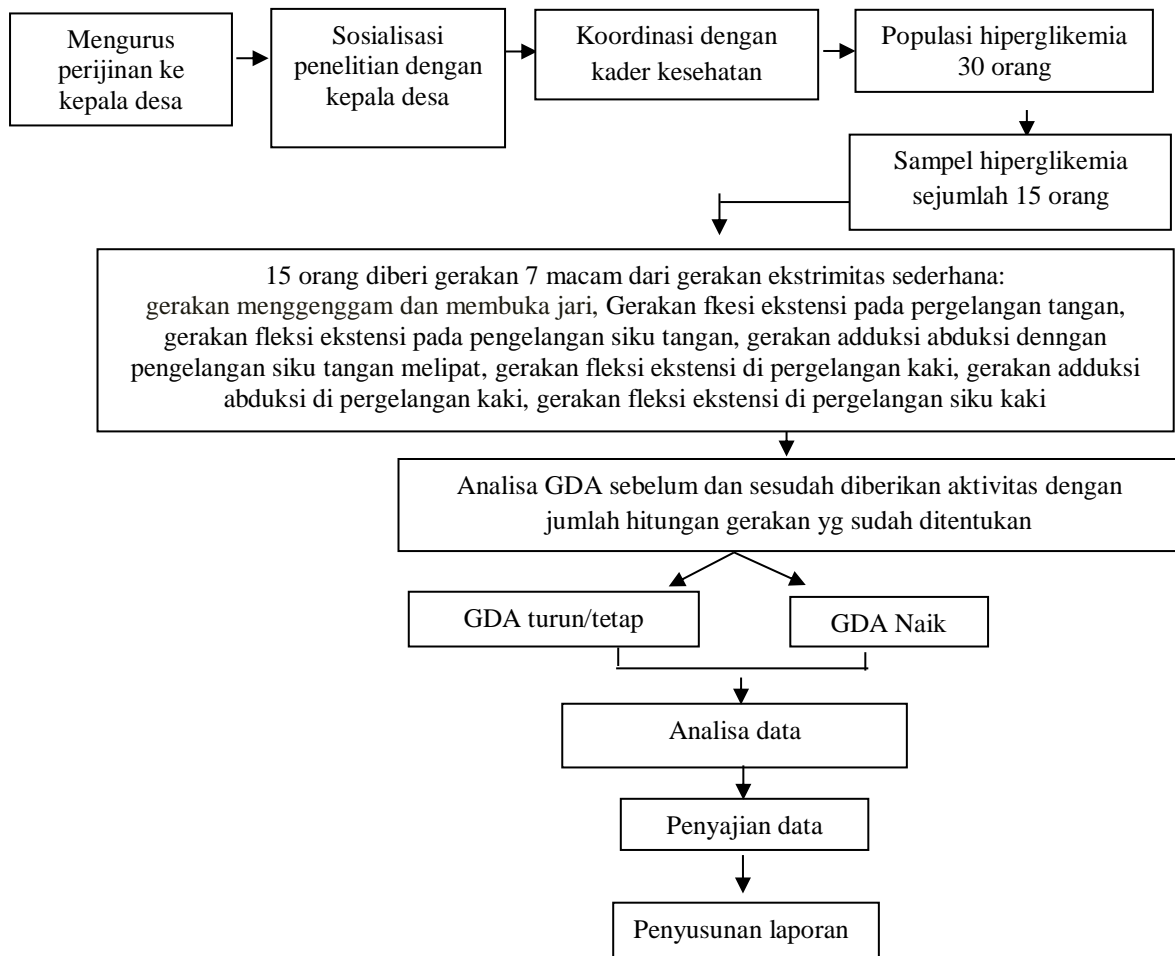 Mengurus
perijinan ke
kepala desa
Sosialisasi
penelitian dengan
kepala desa
Koordinasi dengan
kader kesehatan
Populasi hiperglikemia
30 orang
Sampel hiperglikemia
sejumlah 15 orang
15 orang diberi gerakan 7 macam dari gerakan ekstrimitas sederhana:
gerakan menggenggam dan membuka jari, Gerakan fkesi ekstensi pada pergelangan tangan,
gerakan fleksi ekstensi pada pengelangan siku tangan, gerakan adduksi abduksi denngan
pengelangan siku tangan melipat, gerakan fleksi ekstensi di pergelangan kaki, gerakan adduksi
abduksi di pergelangan kaki, gerakan fleksi ekstensi di pergelangan siku kaki
Analisa GDA sebelum dan sesudah diberikan aktivitas dengan
jumlah hitungan gerakan yg sudah ditentukan
GDA turun/tetap
GDA Naik
Analisa data
Penyajian data
Penyusunan laporan